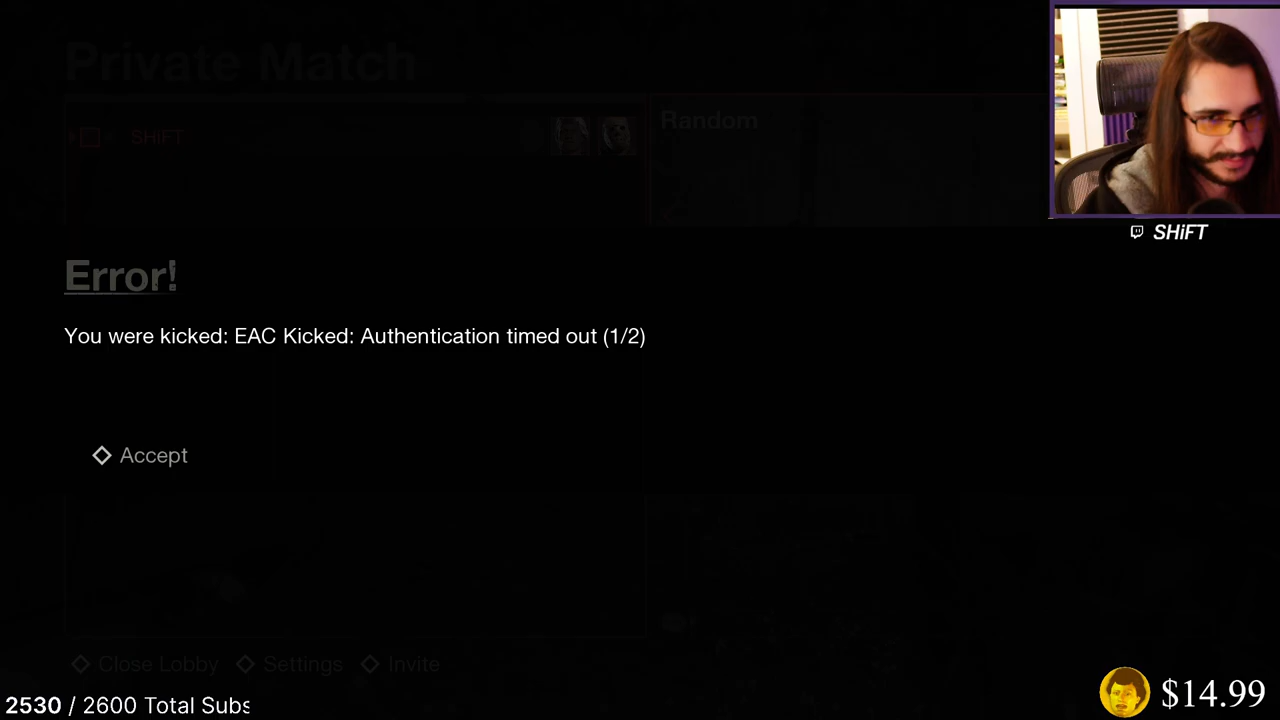 Private Match
SHiFT
Random
SHiFT
Error!
You were kicked: EAC Kicked: Authentication timed out (1/2)
Accept
Close Lobby Settings Invite
2530 / 2600 Total Subs
$14.99